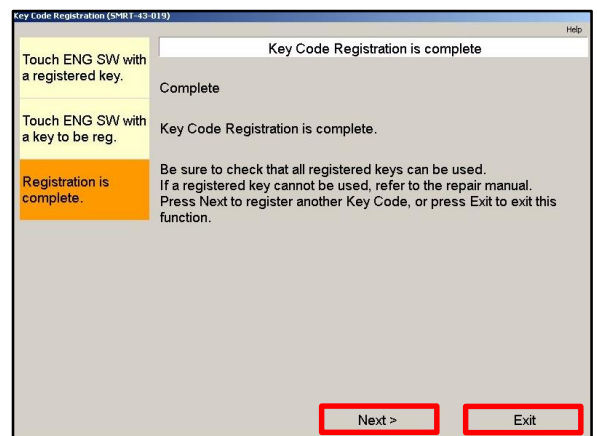 Key Code Registration (SMRT-43-019)
Help
Touch ENG SW with
a registered key.
Touch ENG SW with
a key to be reg.
Registration is
complete.
Key Code Registration is complete
Complete
Key Code Registration is complete.
Be sure to check that all registered keys can be used.
If a registered key cannot be used, refer to the repair manual.
Press Next to register another Key Code, or press Exit to exit this
function.
Next >
Exit